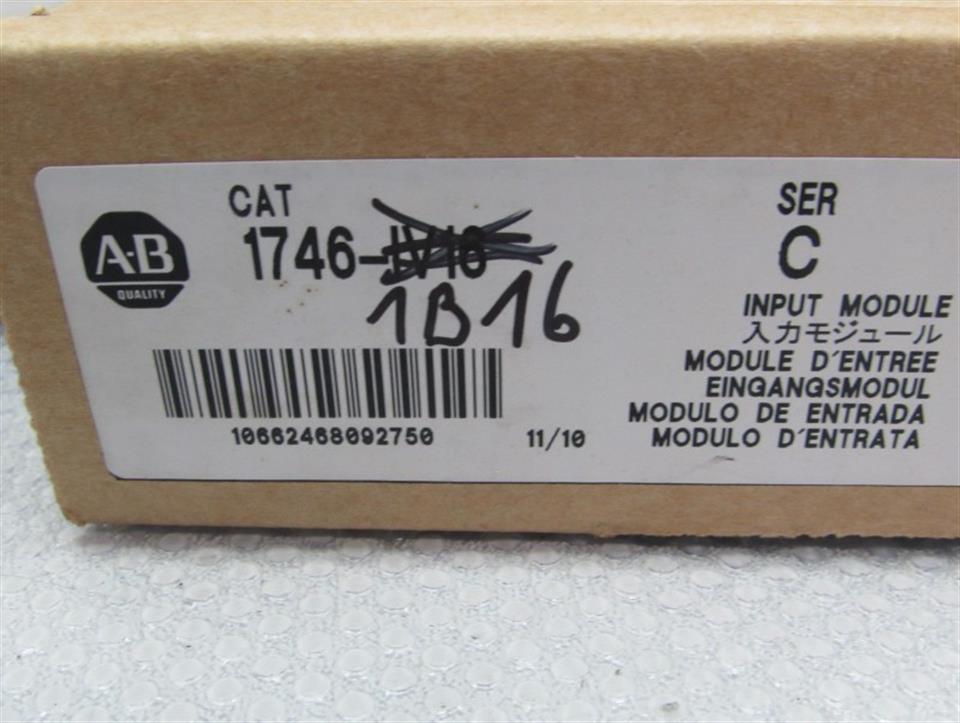 CAT
1746-IV16
1B16
A-B
QUALITY
10662468092750
11/10
SER
C
INPUT MODULE
入力モジュール
MODULE D'ENTREE
EINGANGSMODUL
MODULO DE ENTRADA
MODULO D'ENTRATA